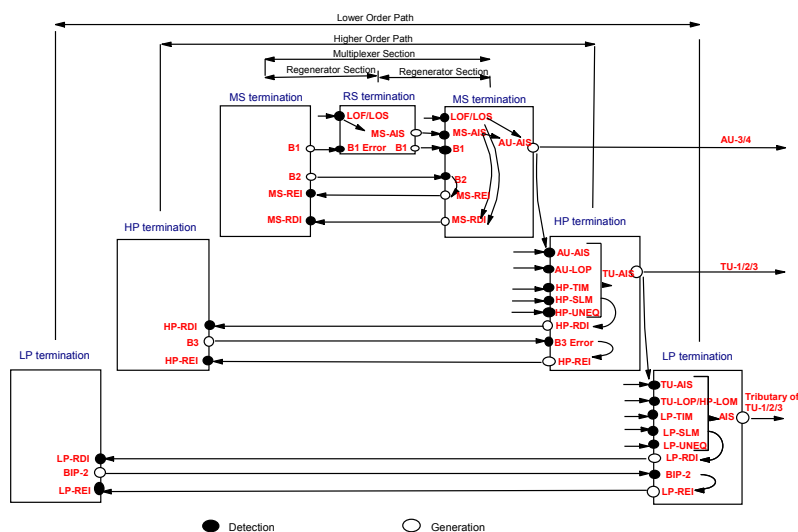 Lower Order Path
Higher Order Path
Multiplexer Section
Regenerator Section Regenerator Section
MS termination RS termination MS termination
LOF/LOS LOF/LOS
MS-AIS MS-AIS AU-AIS AU-3/4
B1 B1 Error B1 B1
B2 B2
MS-REI MS-REI
MS-RDI MS-RDI
HP termination HP termination
AU-AIS
AU-LOP TU-AIS TU-1/2/3
HP-TIM
HP-SLM
HP-UNEQ
HP-RDI HP-RDI
B3 B3 Error
HP-REI HP-REI
LP termination LP termination
TU-AIS Tributary of
TU-LOP/HP-LOM TU-1/2/3
LP-TIM AIS
LP-SLM
LP-UNEQ
LP-RDI LP-RDI
BIP-2 BIP-2
LP-REI LP-REI
Detection Generation